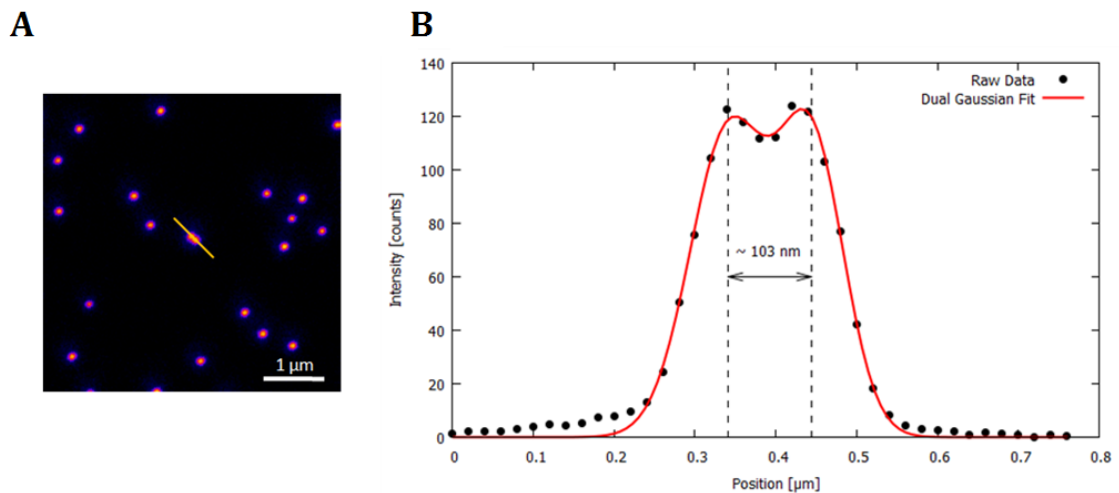 A
B
1 µm
Raw Data
Dual Gaussian Fit
~ 103 nm
Intensity [counts]
140
120
100
80
60
40
20
0
0 0.1 0.2 0.3 0.4 0.5 0.6 0.7 0.8
Position [µm]